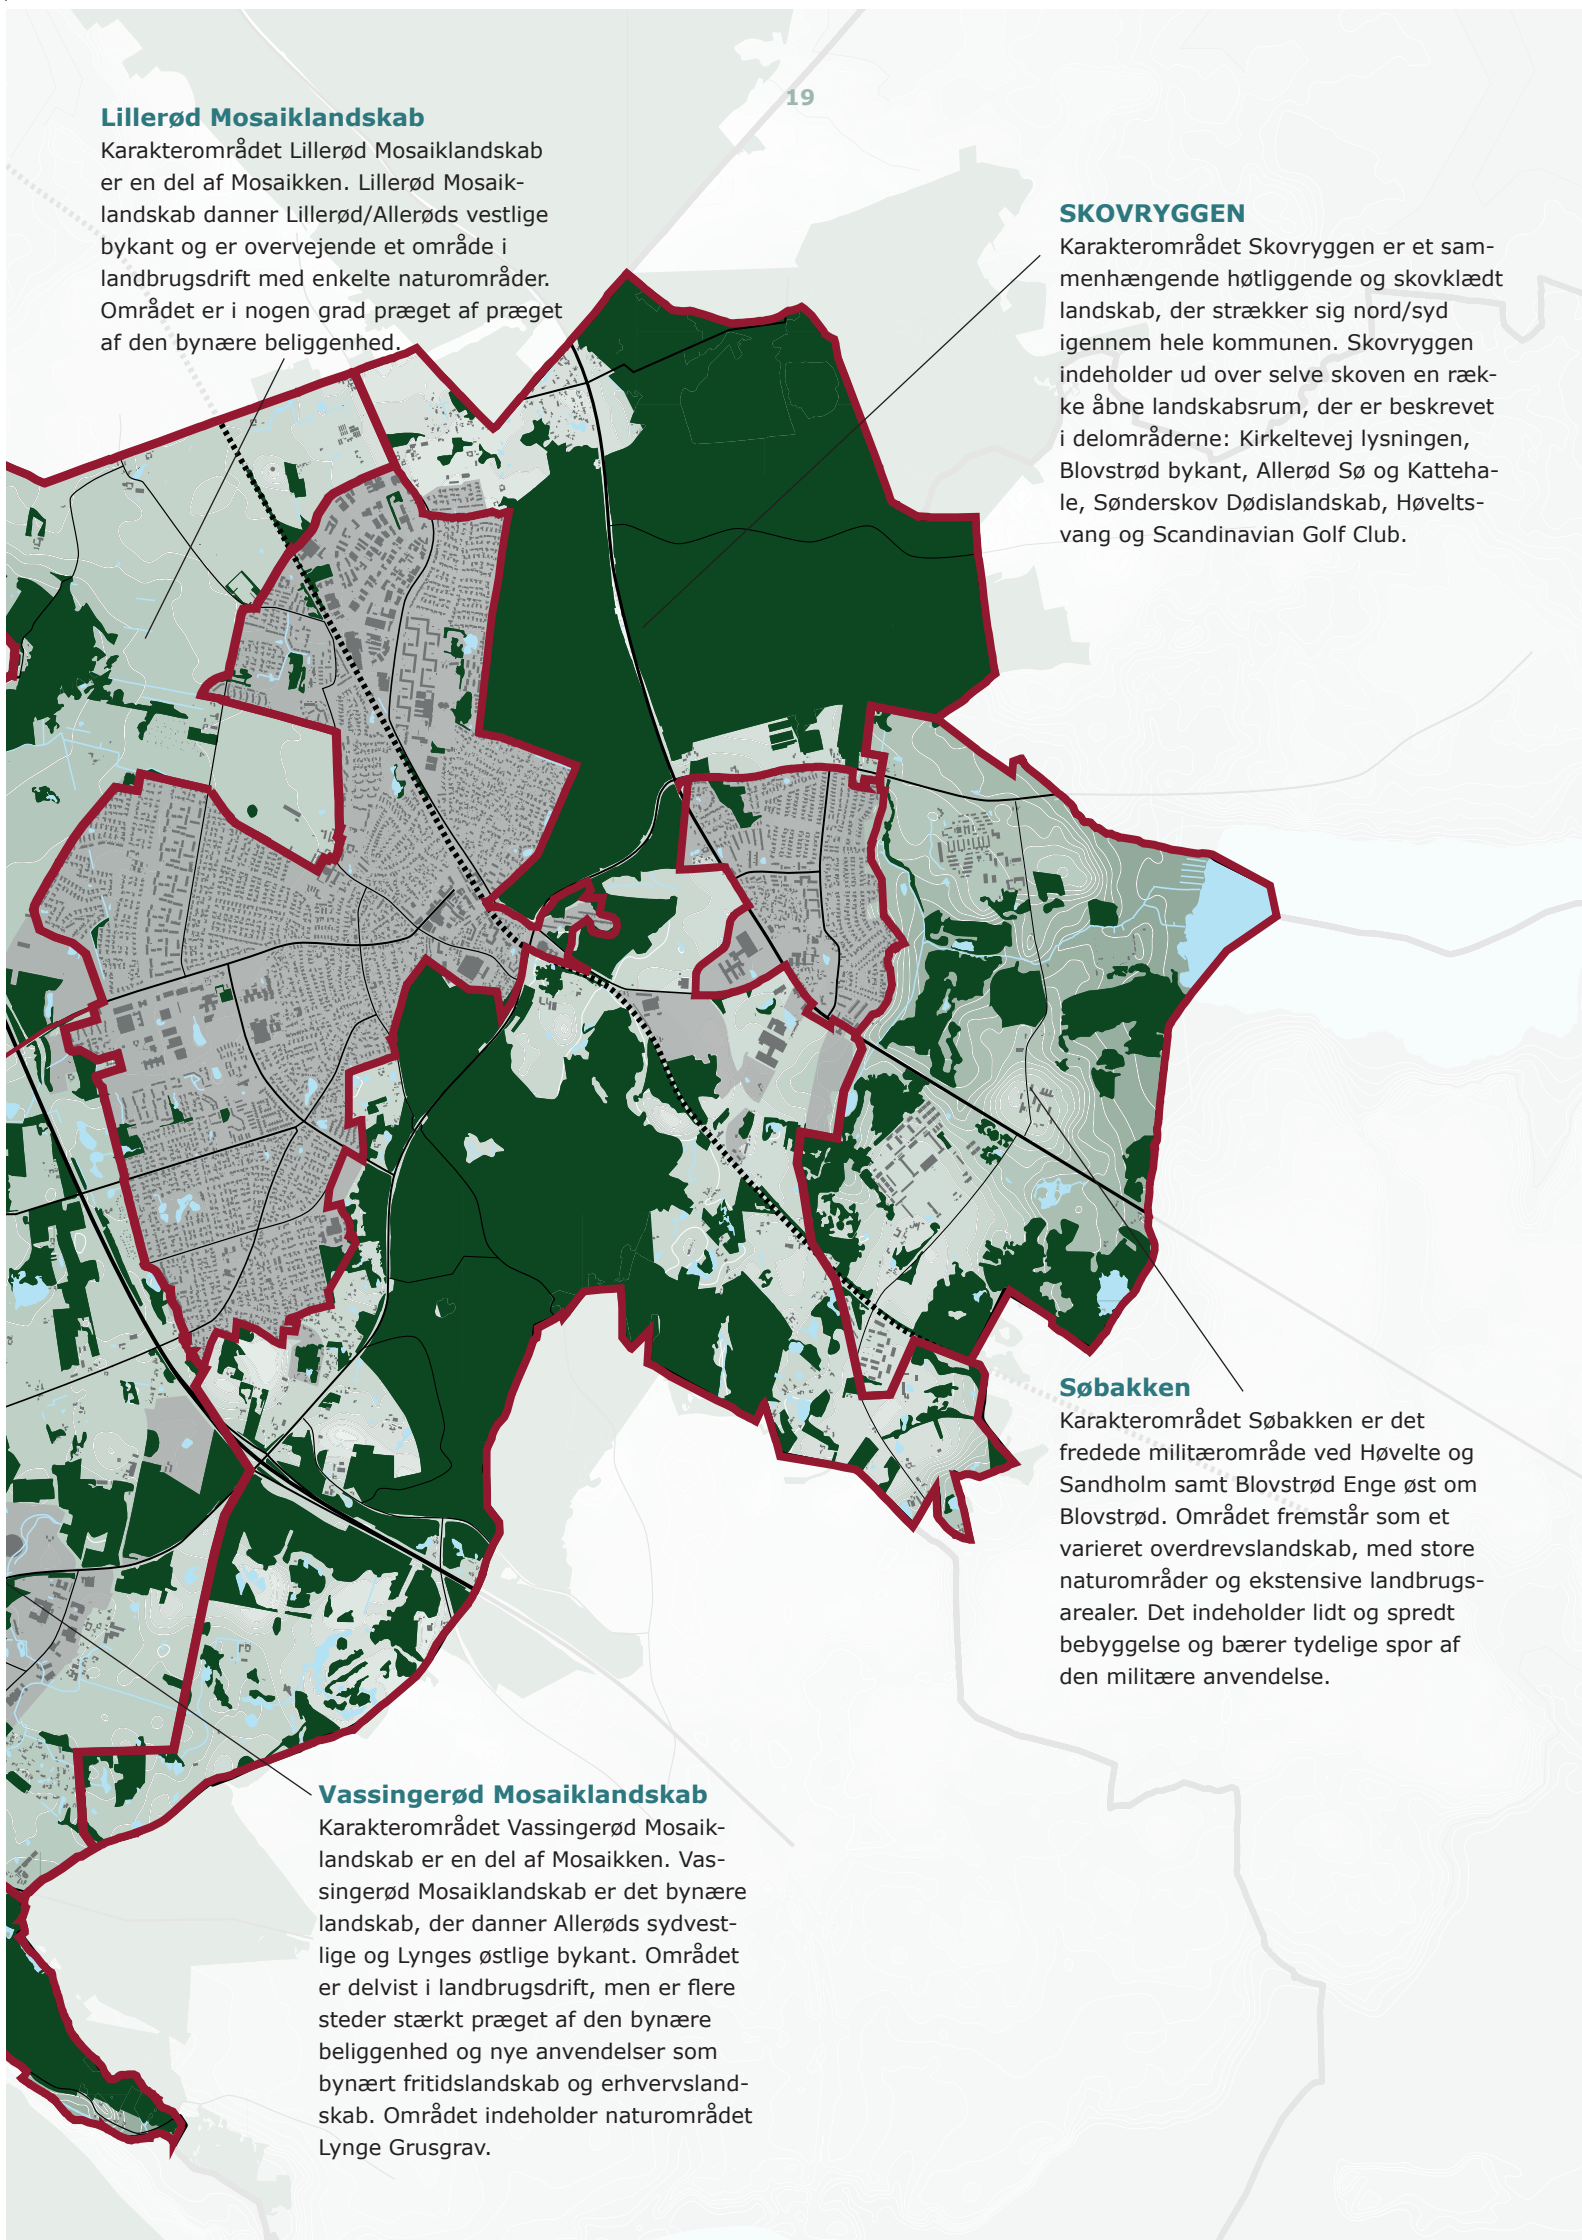 19
Lillerød Mosaiklandskab
Karakterområdet Lillerød Mosaiklandskab
er en del af Mosaikken. Lillerød Mosaik-
landskab danner Lillerød/Allerøds vestlige
bykant og er overvejende et område i
landbrugsdrift med enkelte naturområder.
Området er i nogen grad præget af præget
af den bynære beliggenhed.
SKOVRYGGEN
Karakterområdet Skovryggen er et sam-
menhængende høtliggende og skovklædt
landskab, der strækker sig nord/syd
igennem hele kommunen. Skovryggen
indeholder ud over selve skoven en ræk-
ke åbne landskabsrum, der er beskrevet
i delområderne: Kirkeltevej lysningen,
Blovstrød bykant, Allerød Sø og Katteha-
le, Sønderskov Dødislandskab, Høvelts-
vang og Scandinavian Golf Club.
Søbakken
Karakterområdet Søbakken er det
fredede militærområde ved Høvelte og
Sandholm samt Blovstrød Enge øst om
Blovstrød. Området fremstår som et
varieret overdrevslandskab, med store
naturområder og ekstensive landbrugs-
arealer. Det indeholder lidt og spredt
bebyggelse og bærer tydelige spor af
den militære anvendelse.
Vassingerød Mosaiklandskab
Karakterområdet Vassingerød Mosaik-
landskab er en del af Mosaikken. Vas-
singerød Mosaiklandskab er det bynære
landskab, der danner Allerøds sydvest-
lige og Lynges østlige bykant. Området
er delvist i landbrugsdrift, men er flere
steder stærkt præget af den bynære
beliggenhed og nye anvendelser som
bynært fritidslandskab og erhvervsland-
skab. Området indeholder naturområdet
Lynge Grusgrav.